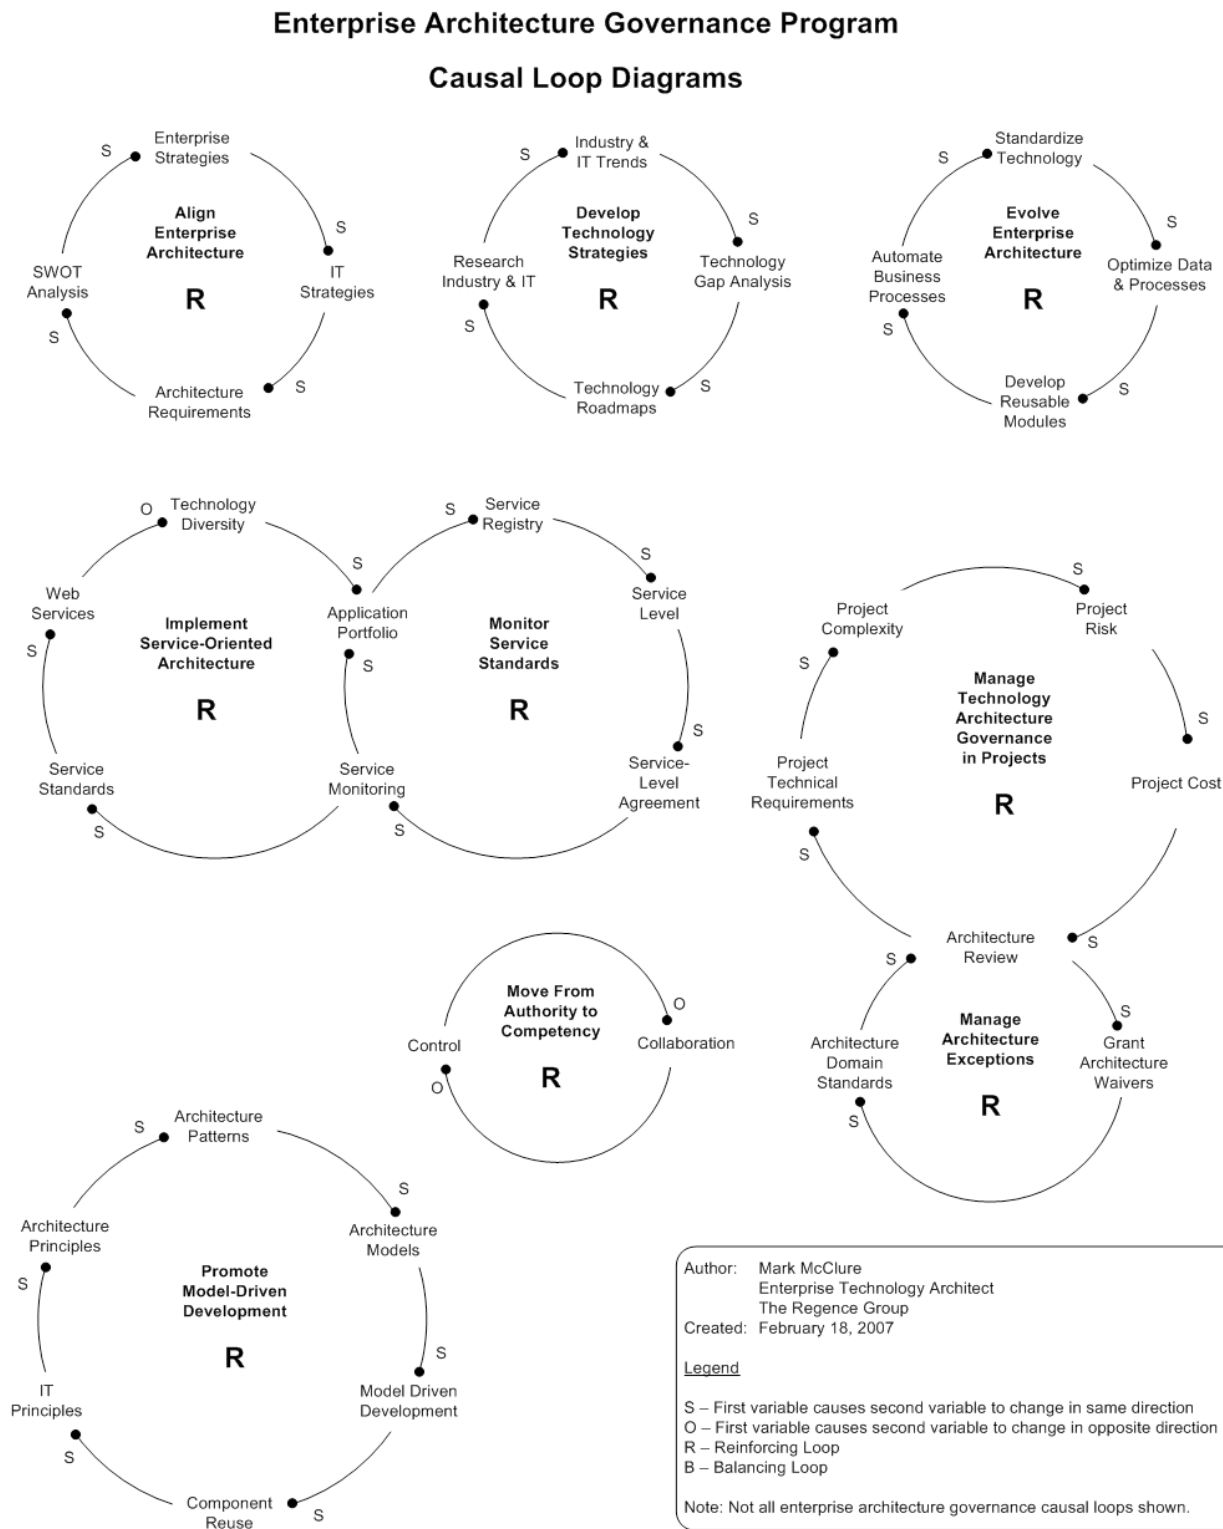 Enterprise Architecture Governance Program
Causal Loop Diagrams
S
Enterprise
Strategies
S
IT
Strategies
S
Architecture
Requirements
S
SWOT
Analysis
Align
Enterprise
Architecture
R
S
Industry &
IT Trends
S
Technology
Gap Analysis
S
Technology
Roadmaps
S
Research
Industry & IT
Develop
Technology
Strategies
R
S
Standardize
Technology
S
Optimize Data
& Processes
S
Develop
Reusable
Modules
S
Automate
Business
Processes
Evolve
Enterprise
Architecture
R
O
Technology
Diversity
S
Application
Portfolio
S
Service
Monitoring
S
Service
Standards
S
Web
Services
Implement
Service-Oriented
Architecture
R
S
Service
Registry
S
Service
Level
S
Service-
Level
Agreement
S
Monitor
Service
Standards
R
Project
Complexity
S
Project
Risk
S
Project Cost
S
Architecture
Review
S
Project
Technical
Requirements
S
Manage
Technology
Architecture
Governance
in Projects
R
S
S
Grant
Architecture
Waivers
S
Architecture
Domain
Standards
Manage
Architecture
Exceptions
R
Move From
Authority to
Competency
R
Control
O
Collaboration
O
S
Architecture
Patterns
S
Architecture
Models
S
Model Driven
Development
S
Component
Reuse
S
IT
Principles
S
Architecture
Principles
Promote
Model-Driven
Development
R
Author: Mark McClure
Enterprise Technology Architect
The Regence Group
Created: February 18, 2007
Legend
S – First variable causes second variable to change in same direction
O – First variable causes second variable to change in opposite direction
R – Reinforcing Loop
B – Balancing Loop
Note: Not all enterprise architecture governance causal loops shown.